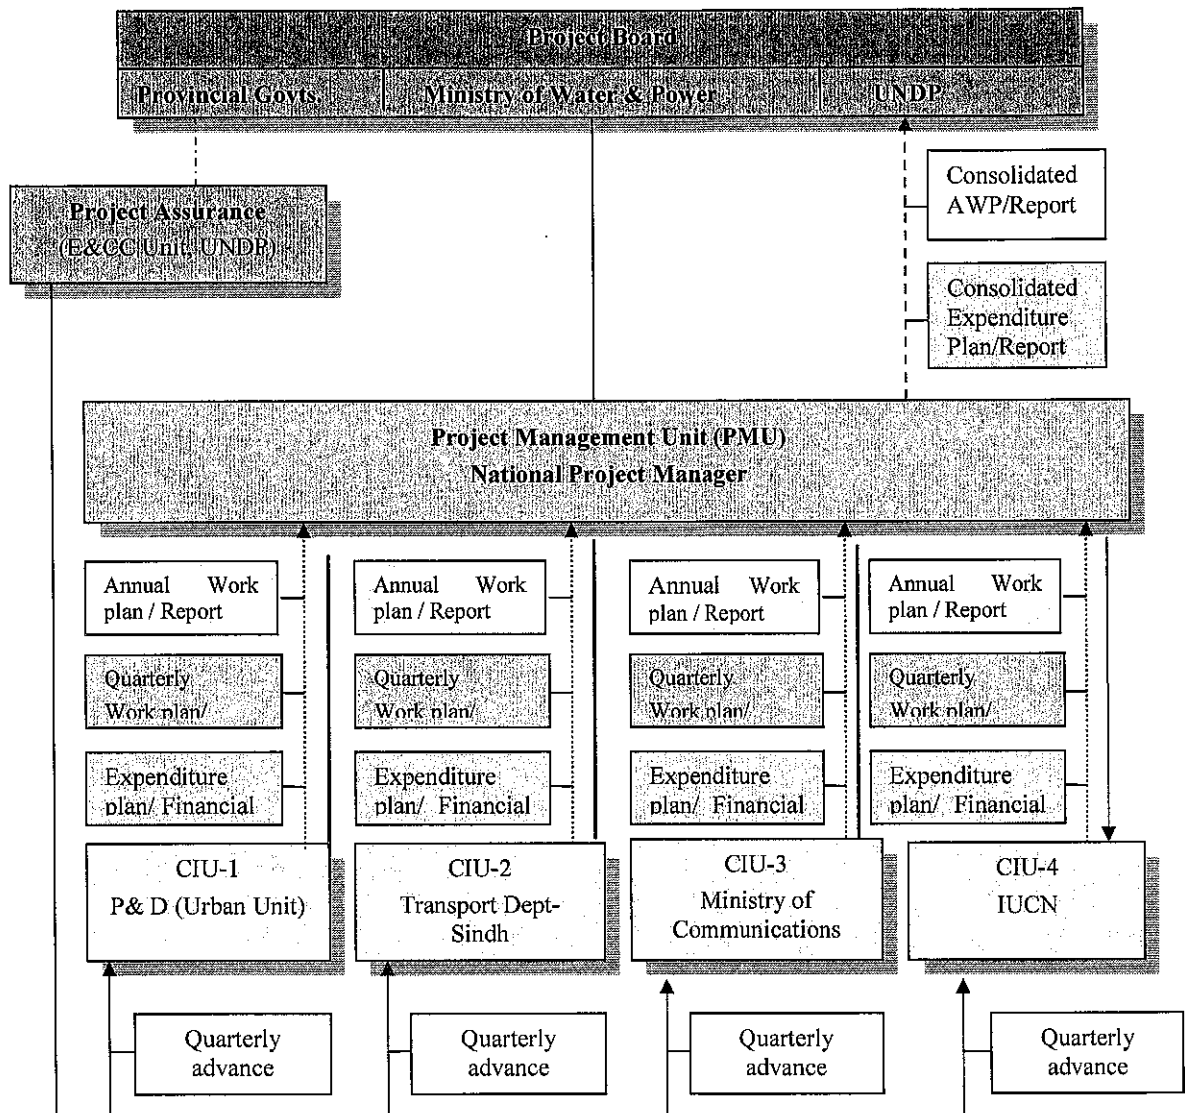 Project Board
Provincial Govts.
Ministry of Water & Power
UNDP
Consolidated
AWP/Report
Project Assurance
(E&CC Unit, UNDP)
Consolidated
Expenditure
Plan/Report
Project Management Unit (PMU)
National Project Manager
Annual Work
plan / Report
Annual Work
plan / Report
Annual Work
plan / Report
Annual Work
plan / Report
Quarterly
Work plan/
Quarterly
Work plan/
Quarterly
Work plan/
Quarterly
Work plan/
Expenditure
plan/ Financial
Expenditure
plan/ Financial
Expenditure
plan/ Financial
Expenditure
plan/ Financial
CIU-1
P& D (Urban Unit)
CIU-2
Transport Dept-
Sindh
CIU-3
Ministry of
Communications
CIU-4
IUCN
Quarterly
advance
Quarterly
advance
Quarterly
advance
Quarterly
advance